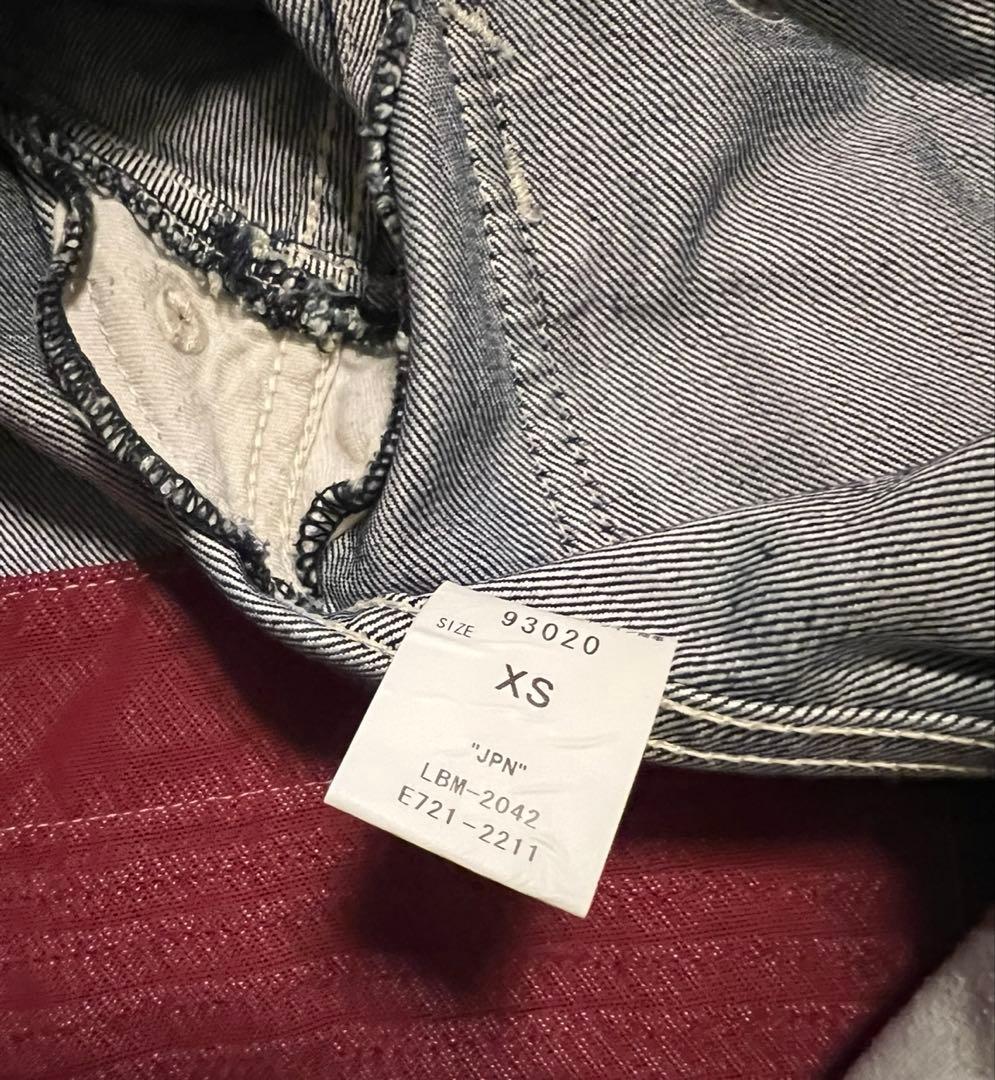 93020
SIZE
XS
"JPN"
LBM-2042
E721-2211